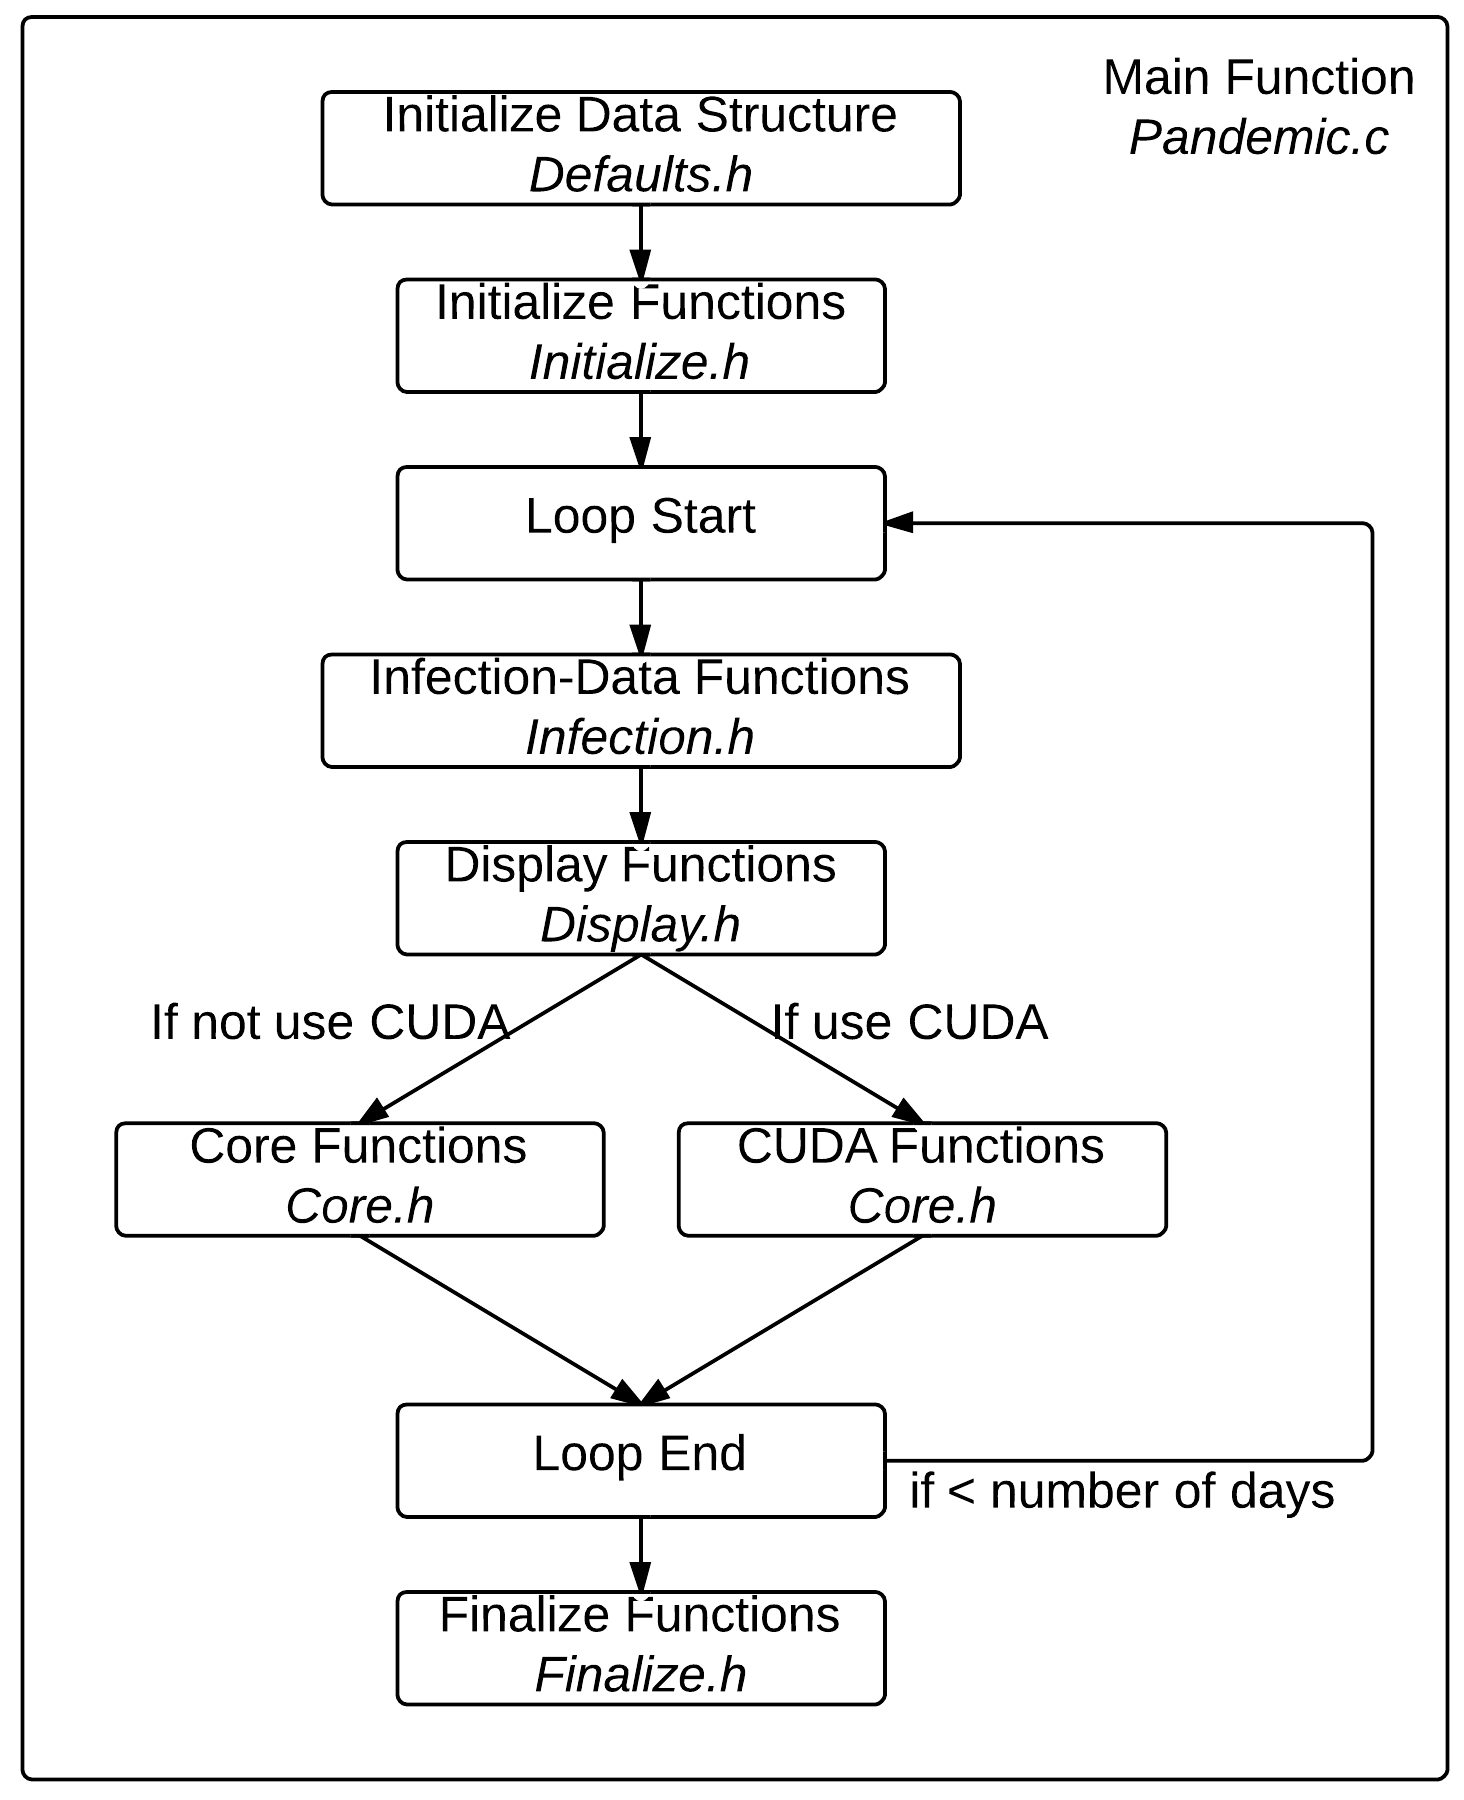 Main Function
Pandemic.c
Initialize Data Structure
Defaults.h
Initialize Functions
Initialize.h
Loop Start
Infection-Data Functions
Infection.h
Display Functions
Display.h
If not use CUDA
If use CUDA
Core Functions
Core.h
CUDA Functions
Core.h
Loop End
if < number of days
Finalize Functions
Finalize.h